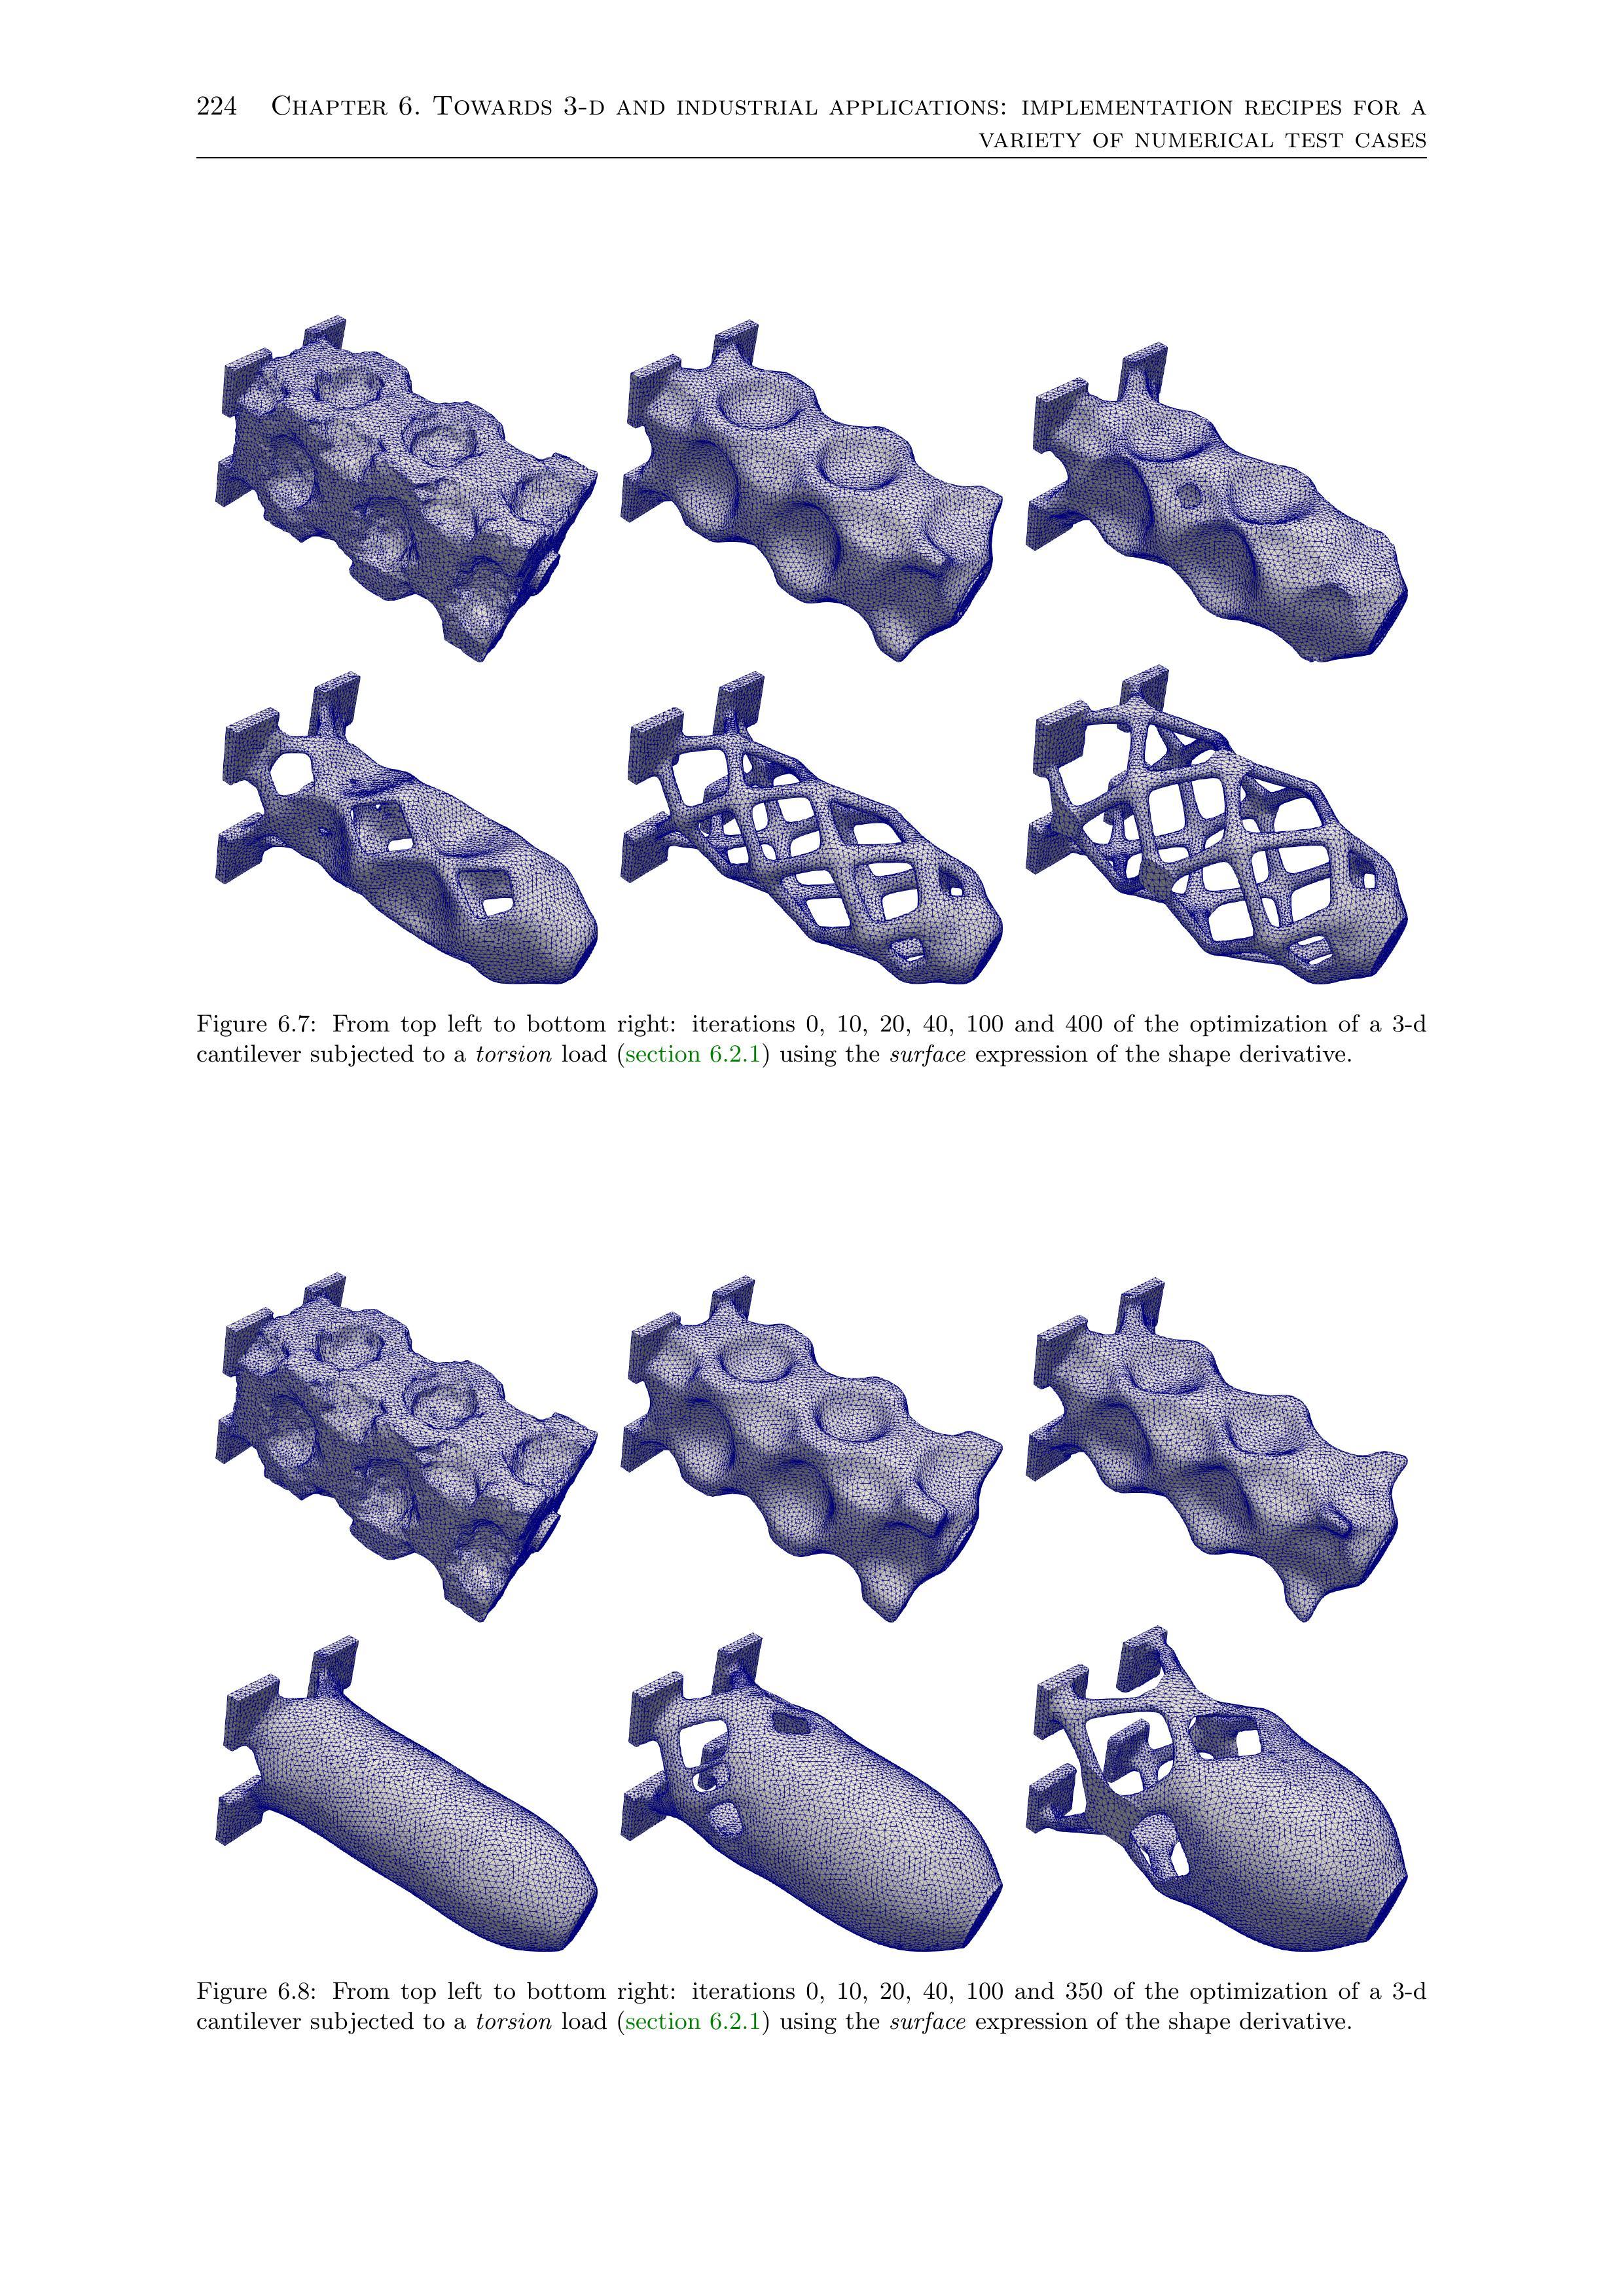 224 Chapter 6. Towards 3-d and industrial applications: implementation recipes for a
variety of numerical test cases
Figure 6.7: From top left to bottom right: iterations 0, 10, 20, 40, 100 and 400 of the optimization of a 3-d
cantilever subjected to a torsion load (section 6.2.1) using the surface expression of the shape derivative.
Figure 6.8: From top left to bottom right: iterations 0, 10, 20, 40, 100 and 350 of the optimization of a 3-d
cantilever subjected to a torsion load (section 6.2.1) using the surface expression of the shape derivative.